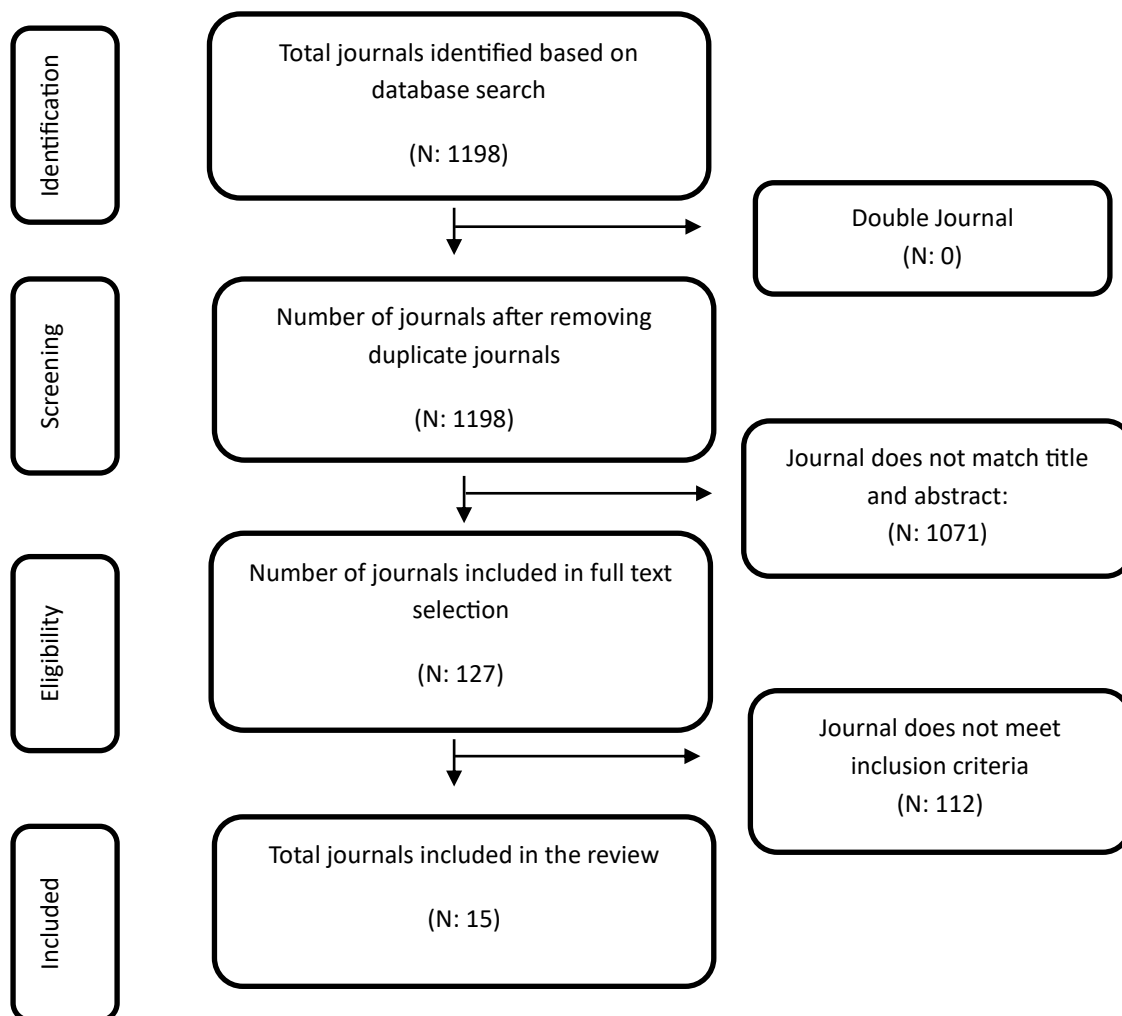 Identification
Total journals identified based on
database search
(N: 1198)
Double Journal
(N: 0)
Screening
Number of journals after removing
duplicate journals
(N: 1198)
Journal does not match title
and abstract:
(N: 1071)
Eligibility
Number of journals included in full text
selection
(N: 127)
Journal does not meet
inclusion criteria
(N: 112)
Included
Total journals included in the review
(N: 15)